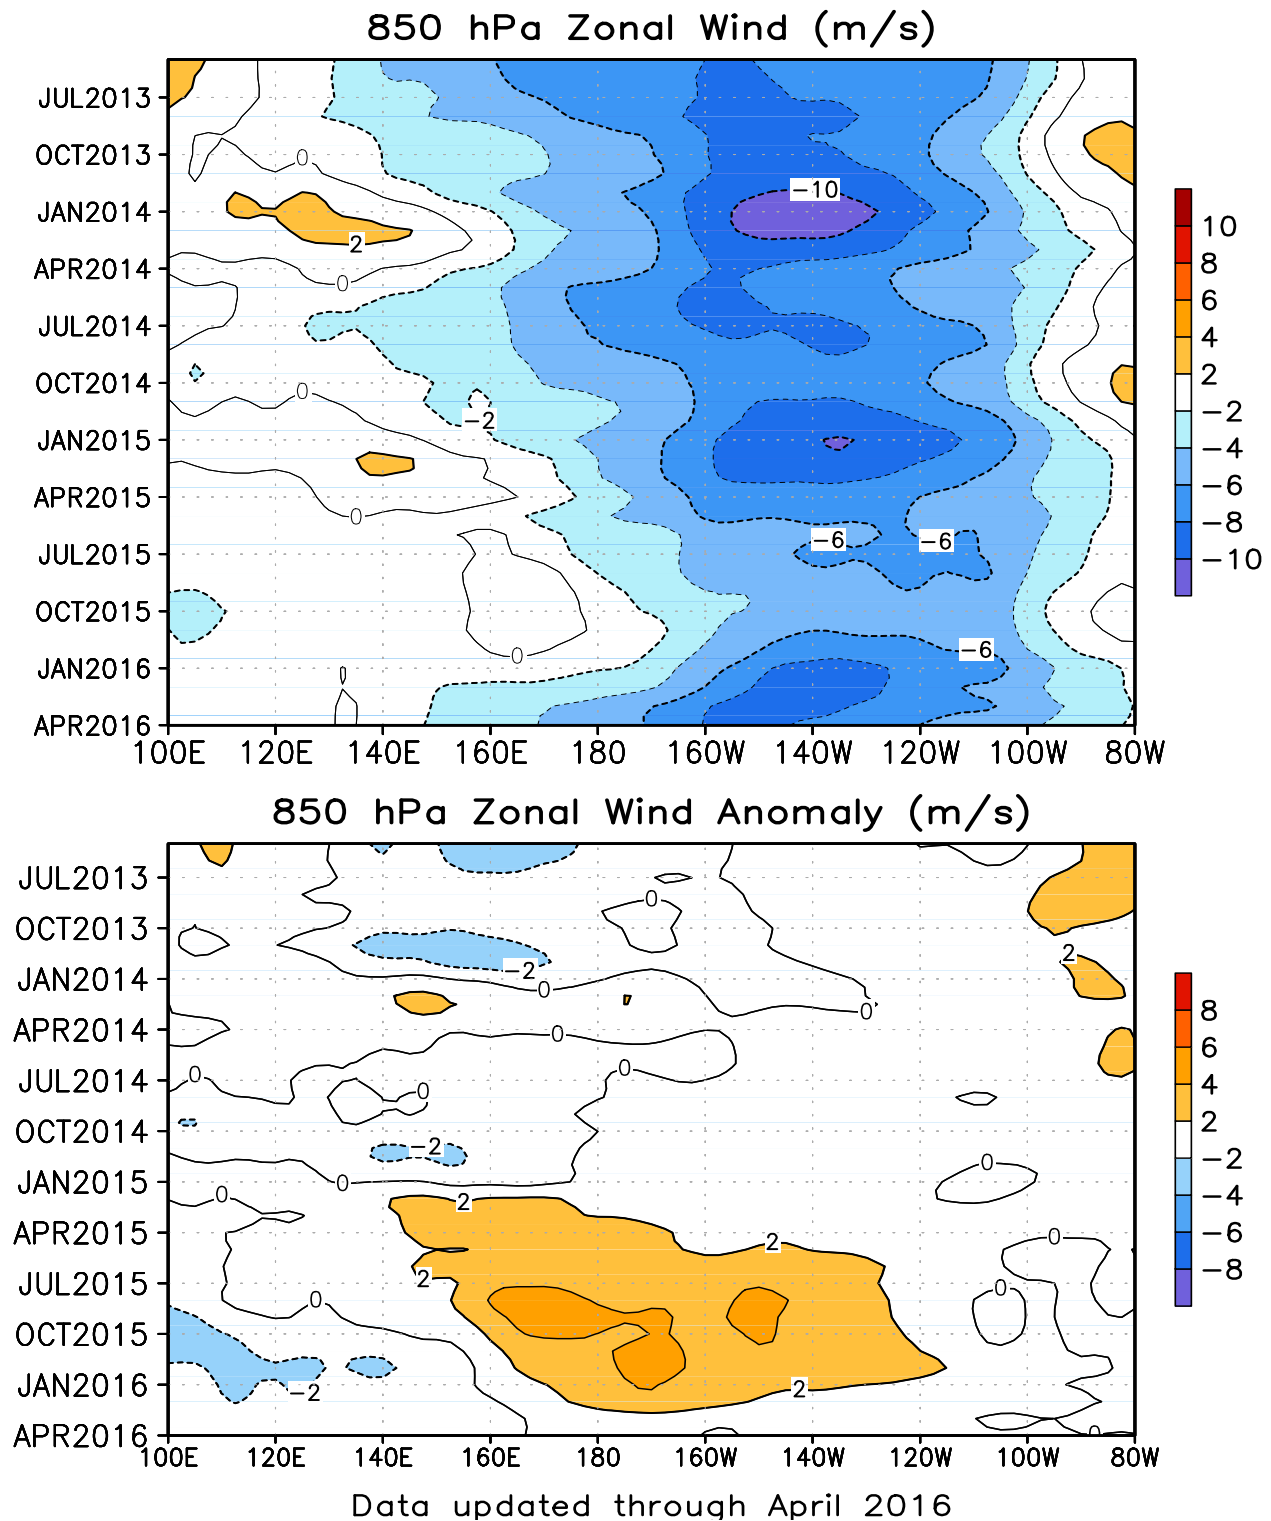 850 hPa Zonal Wind (m/s)
JUL2013
OCT2013
JAN2014
APR2014
JUL2014
OCT2014
JAN2015
APR2015
JUL2015
OCT2015
JAN2016
APR2016
0
−10
2
0
0
−2
0
−6
−6
0
−6
100E 120E 140E 160E 180 160W 140W 120W 100W 80W
10
8
6
4
2
−2
−4
−6
−8
−10
850 hPa Zonal Wind Anomaly (m/s)
JUL2013
OCT2013
JAN2014
APR2014
JUL2014
OCT2014
JAN2015
APR2015
JUL2015
OCT2015
JAN2016
APR2016
0
2
−2
0
0
0
0
0
0
−2
0
0
0
2
2
0
2
0
0
2
−2
0
100E 120E 140E 160E 180 160W 140W 120W 100W 80W
8
6
4
2
−2
−4
−6
−8
Data updated through April 2016